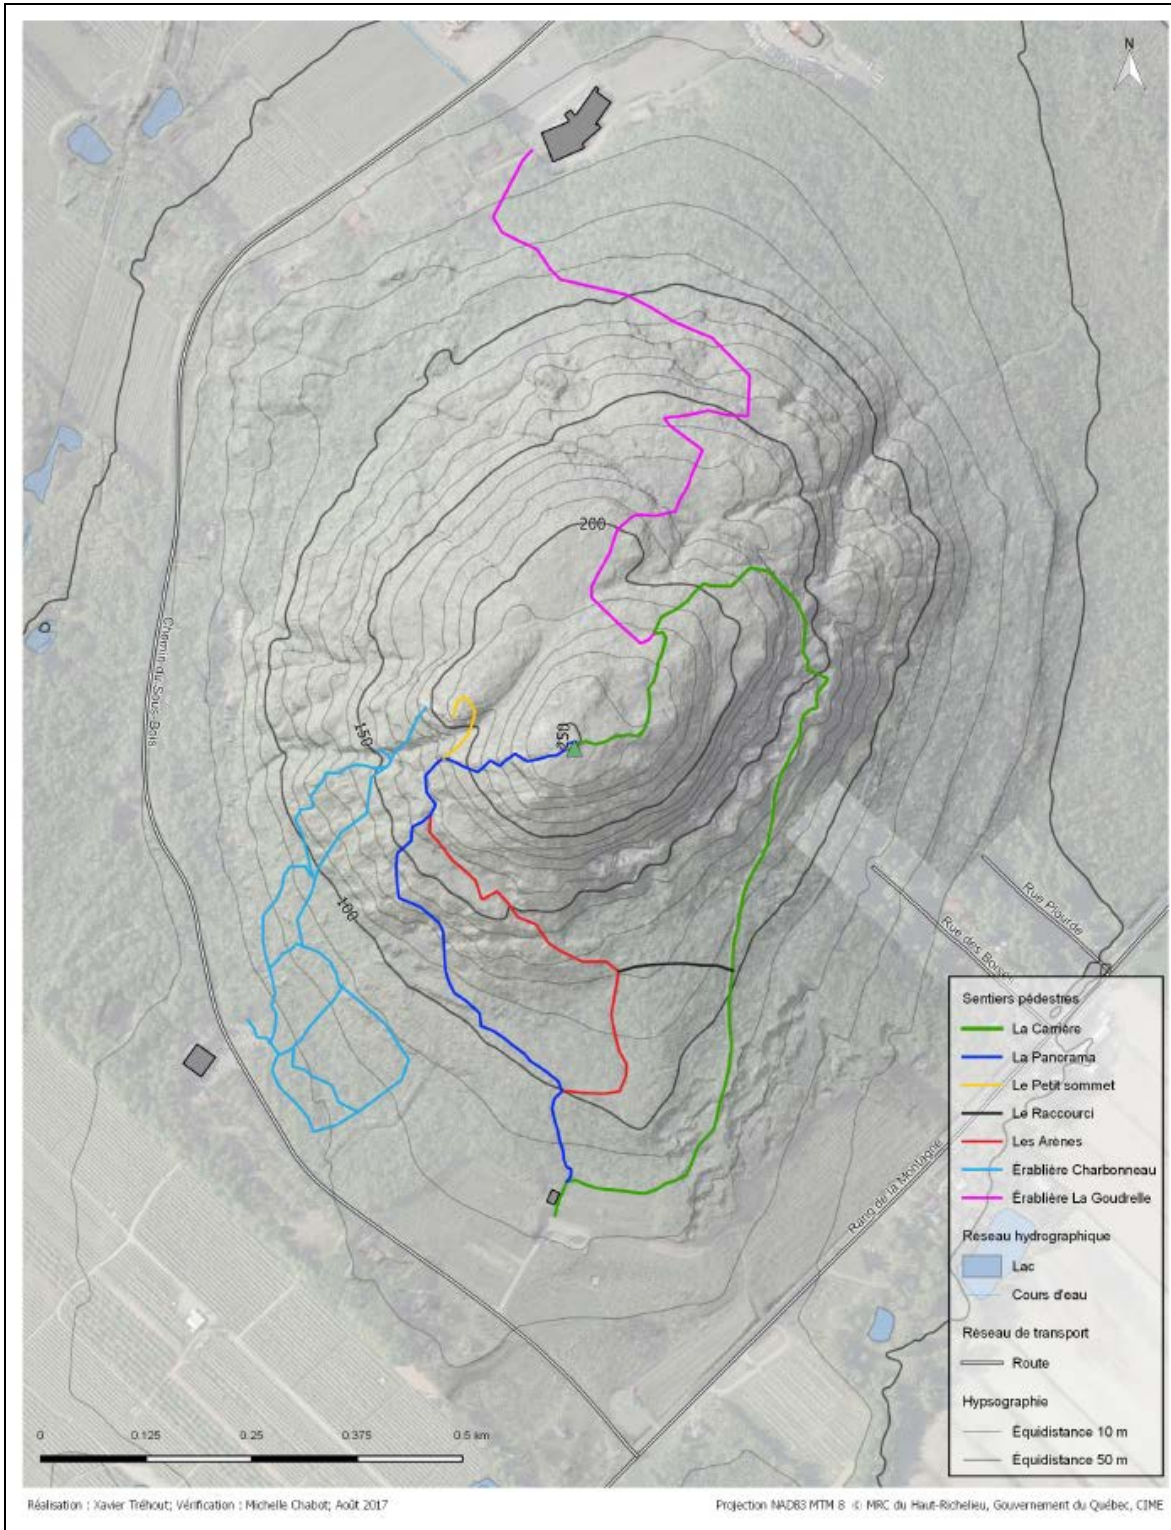 N
200
250
150
100
Chemin du Sous-Bois
Rue Plourde
Rue des
Rang de la Montagne
Sentiers pédestres
La Carrière
La Panorama
Le Petit sommet
Le Raccourci
Les Arènes
Érablière Charbonneau
Érablière La Goudrelle
Réseau hydrographique
Lac
Cours d'eau
Réseau de transport
Route
Hypsographie
Équidistance 10 m
Équidistance 50 m
0 0.125 0.25 0.375 0.5 km
Réalisation : Xavier Tréhout; Vérification : Michelle Chabot; Août 2017
Projection NAD83 MTM 8 © MRC du Haut-Richelieu, Gouvernement du Québec, CIME